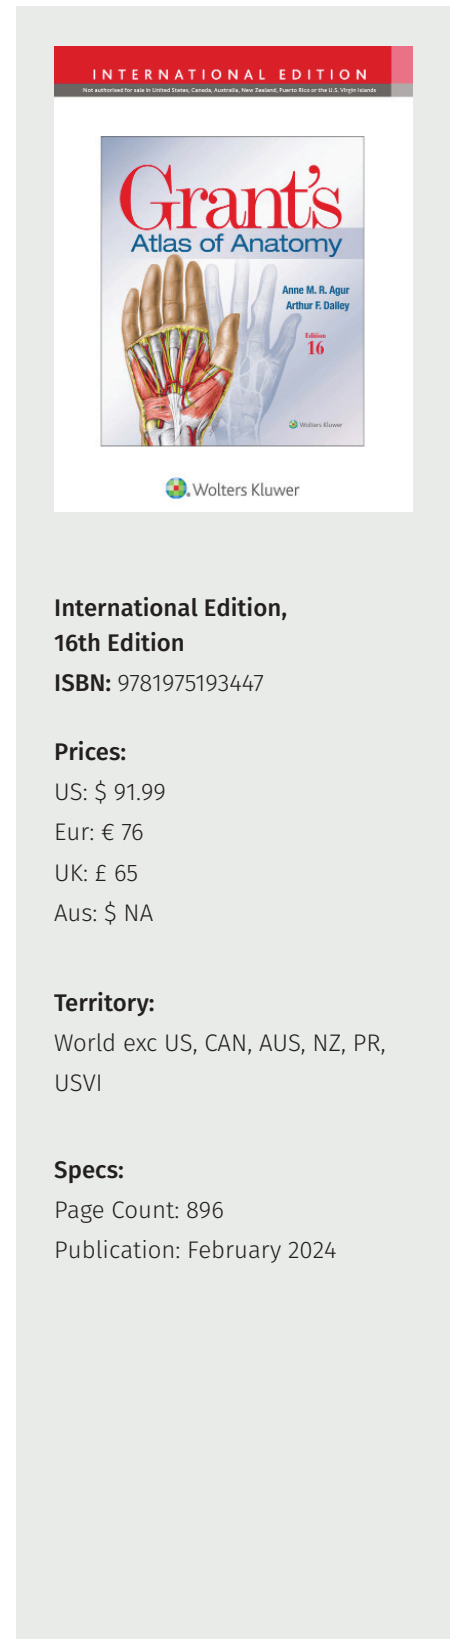 INTERNATIONAL EDITION
Not authorised for sale in United States, Canada, Australia, New Zealand, Puerto Rico or the U.S. Virgin Islands
Grant's
Atlas of Anatomy
Anne M. R. Agur
Arthur F. Dalley
Edition
16
Wolters Kluwer
Wolters Kluwer
International Edition,
16th Edition
ISBN: 9781975193447
Prices:
US: $ 91.99
Eur: € 76
UK: £ 65
Aus: $ NA
Territory:
World exc US, CAN, AUS, NZ, PR,
USVI
Specs:
Page Count: 896
Publication: February 2024